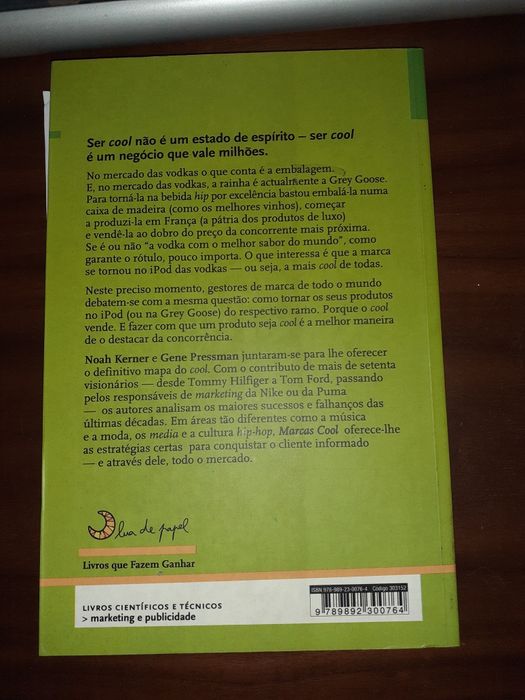 Ser cool não é um estado de espírito – ser cool
é um negócio que vale milhões.
No mercado das vodkas o que conta é a embalagem.
E, no mercado das vodkas, a rainha é actualmente a Grey Goose.
Para torná-la na bebida hip por excelência bastou embalá-la numa
caixa de madeira (como os melhores vinhos), começar
a produzi-la em França (a pátria dos produtos de luxo)
e vendê-la ao dobro do preço da concorrente mais próxima.
Se é ou não “a vodka com o melhor sabor do mundo”, como
garante o rótulo, pouco importa. O que interessa é que a marca
se tornou no iPod das vodkas — ou seja, a mais cool de todas.
Neste preciso momento, gestores de marca de todo o mundo
debatem-se com a mesma questão: como tornar os seus produtos
no iPod (ou na Grey Goose) do respectivo ramo. Porque o cool
vende. E fazer com que um produto seja cool é a melhor maneira
de o destacar da concorrência.
Noah Kerner e Gene Pressman juntaram-se para lhe oferecer
o definitivo mapa do cool. Com o contributo de mais de setenta
visionários — desde Tommy Hilfiger a Tom Ford, passando
pelos responsáveis de marketing da Nike ou da Puma
— os autores analisam os maiores sucessos e falhanços das
últimas décadas. Em áreas tão diferentes como a música
e a moda, os media e a cultura hip-hop, Marcas Cool oferece-lhe
as estratégias certas para conquistar o cliente informado
— e através dele, todo o mercado.
lua de papel
Livros que Fazem Ganhar
LIVROS CIENTÍFICOS E TÉCNICOS
> marketing e publicidade
ISBN 978-989-23-0076-4 Código 303152
9 789892 300764